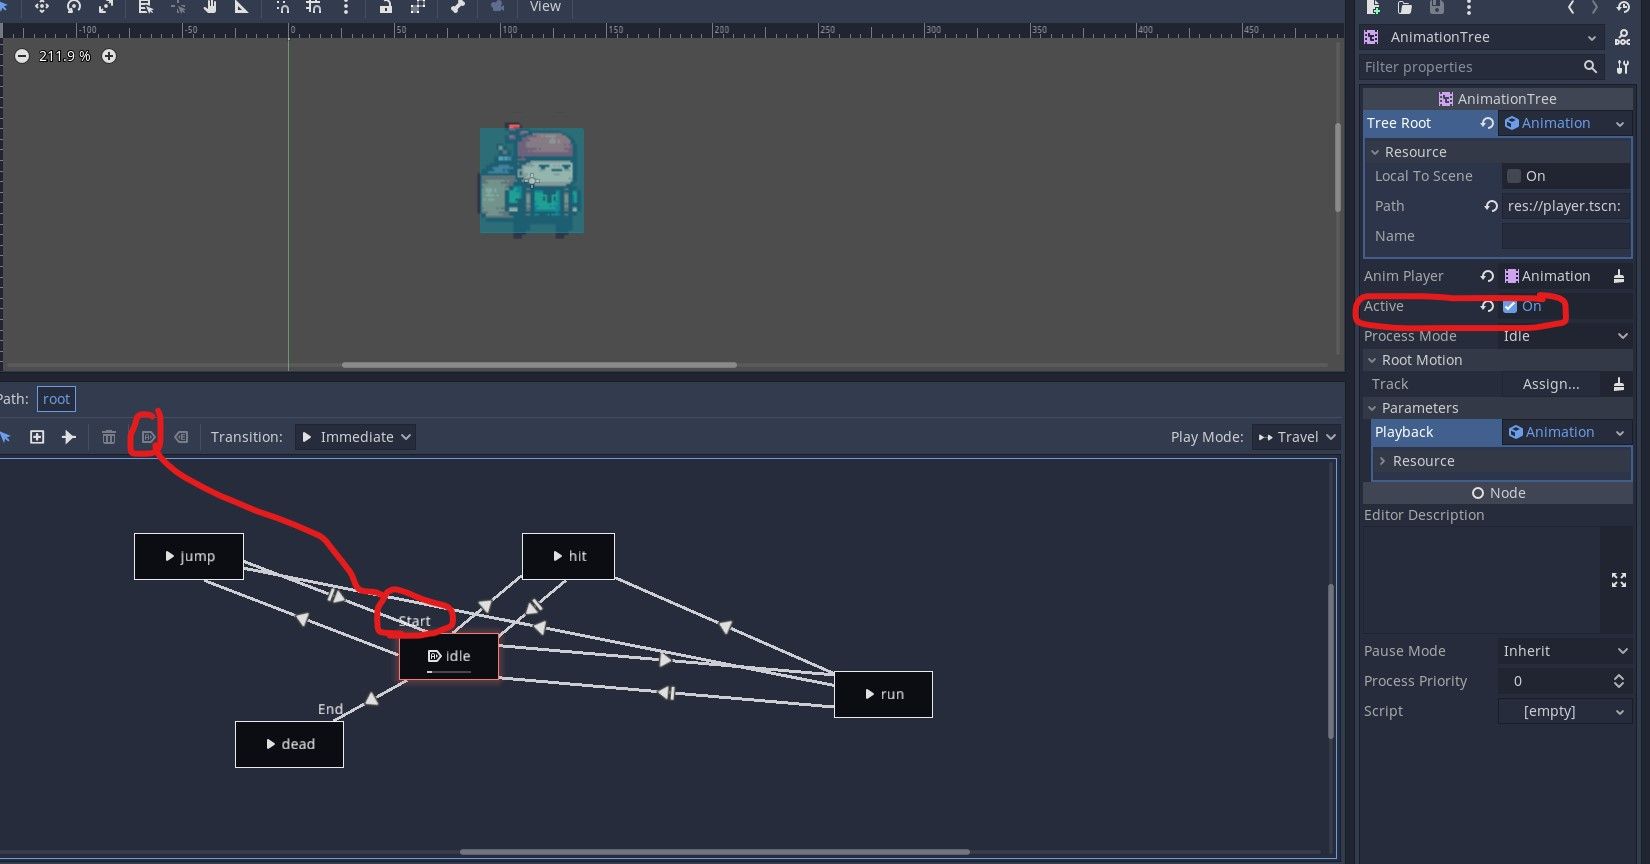 View
-100
-50
0
50
100
150
200
250
300
350
400
450
211.9 %
Path:
root
Transition:
Immediate
Play Mode:
Travel
jump
hit
Start
idle
run
End
dead
AnimationTree
DOC
Filter properties
AnimationTree
Tree Root
Animation
Resource
Local To Scene
On
Path
res://player.tscn:
Name
Anim Player
Animation
Active
On
Process Mode
Idle
Root Motion
Track
Assign...
Parameters
Playback
Animation
Resource
Node
Editor Description
Pause Mode
Inherit
Process Priority
0
Script
[empty]